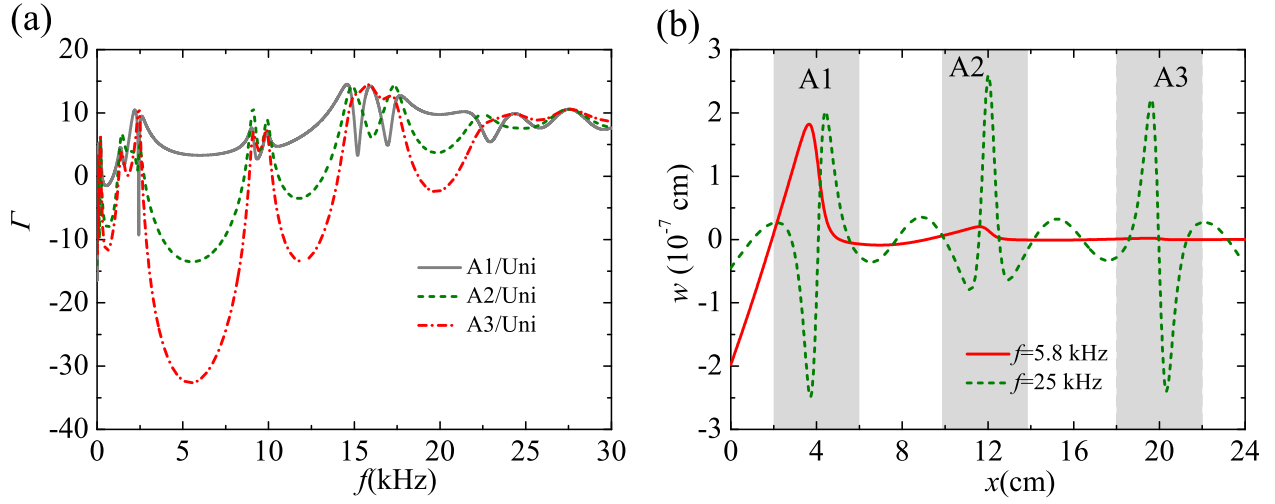 (a)
20
10
0
-10
-20
-30
-40
Γ
0
5
10
15
20
25
30
f(kHz)
A1/Uni
A2/Uni
A3/Uni
(b)
3
2
1
0
-1
-2
-3
w (10⁻⁷ cm)
0
4
8
12
16
20
24
x(cm)
A1
A2
A3
f=5.8 kHz
f=25 kHz